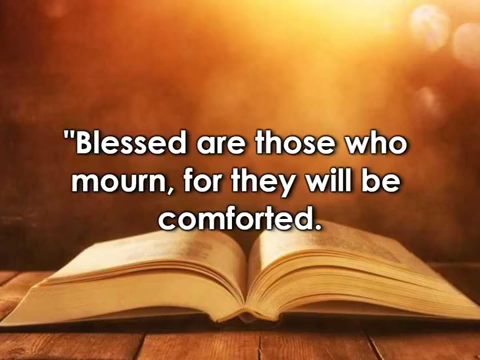 "Blessed are those who
mourn, for they will be
comforted.